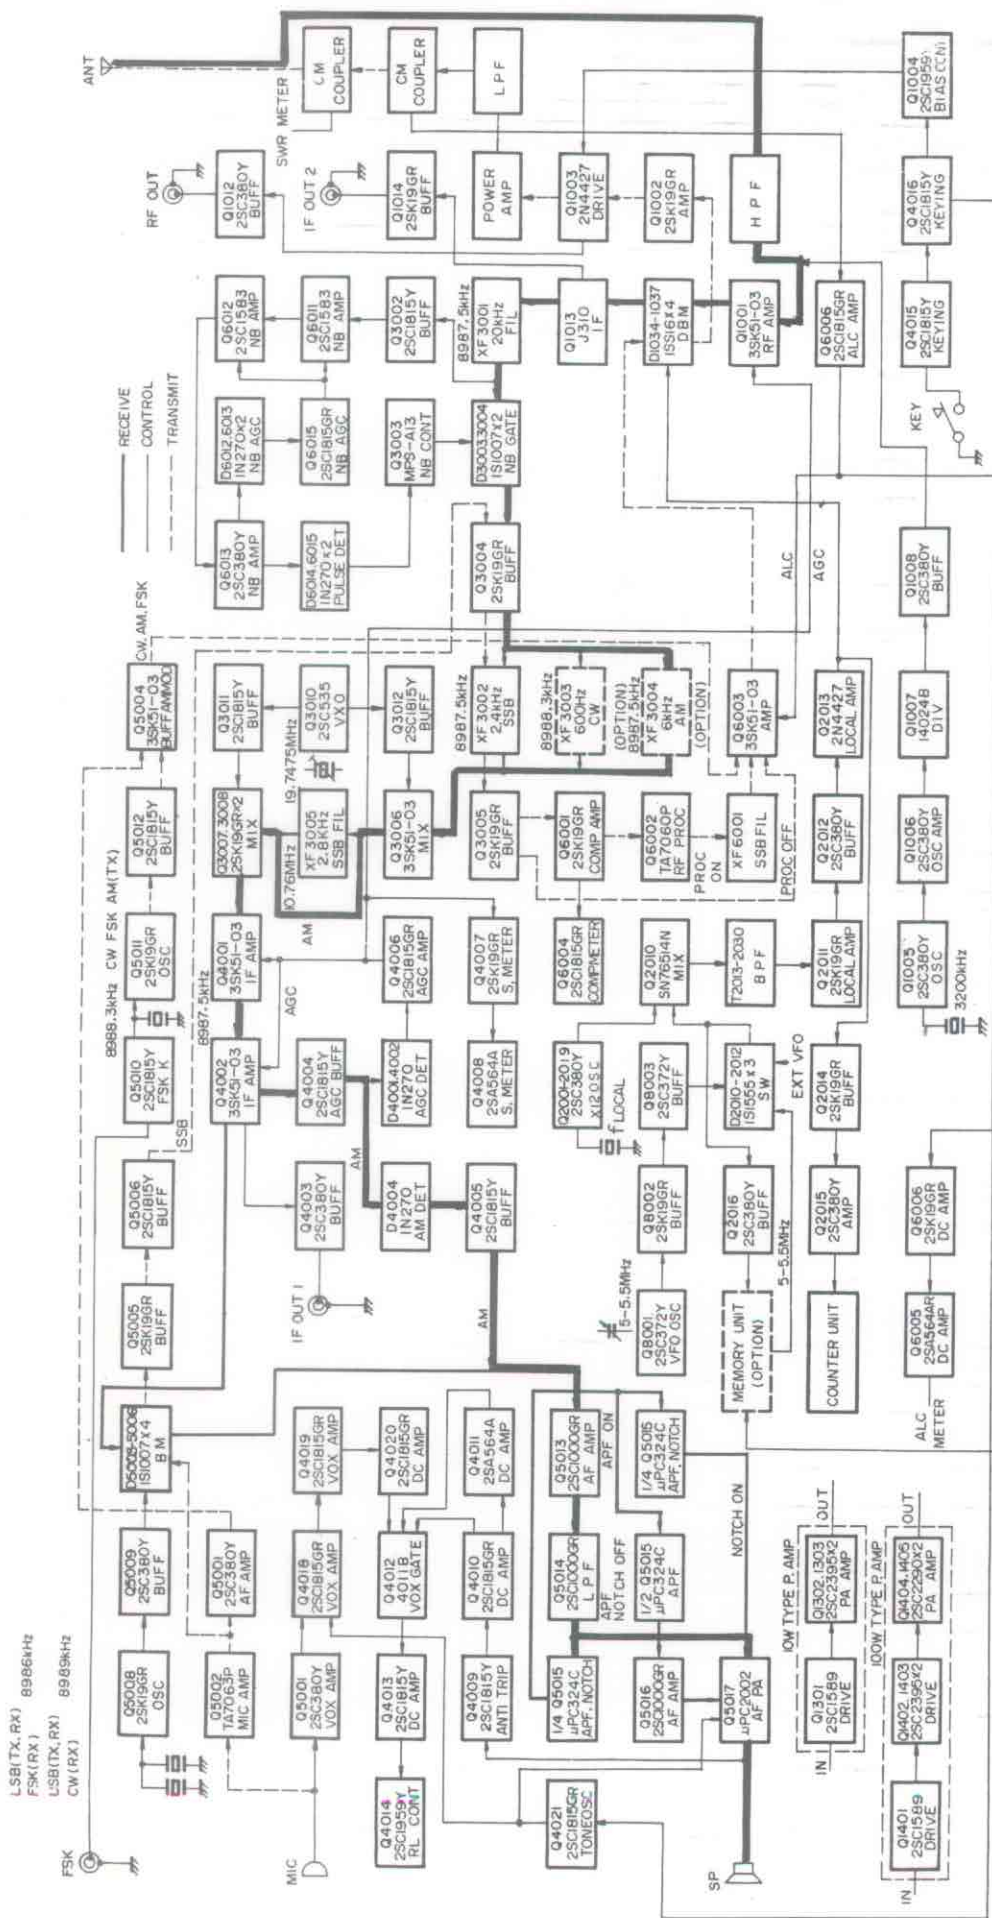 LSB(TX,RX) 8986kHz
FSK(RX)
USB(TX,RX) 8989kHz
CW(RX)
FSK
Q5008
2SK19GR
OSC
Q5009
2SC380Y
BUFF
D5003-5006
1S1007X4
BM
Q5005
2SK19GR
BUFF
Q5006
2SC1815Y
BUFF
SSB
Q5010
2SC1815Y
FSK K
8988.3kHz CW FSK AM(TX)
Q5011
2SK19GR
OSC
Q5012
2SC1815Y
BUFF
Q5004
3SK51-03
BUFF AMMOD
CW, AM, FSK
RECEIVE
CONTROL
TRANSMIT
ANT
MIC
Q5002
TA7063P
MIC AMP
Q5001
2SC380Y
AF AMP
IF OUT 1
Q4003
2SC380Y
BUFF
Q4002
3SK51-03
IF AMP
8987.5kHz
Q4001
3SK51-03
IF AMP
AGC
Q3007.3008
2SK19GRX2
MIX
Q3011
2SC1815Y
BUFF
Q3010
2SC535
VXO
19.7475MHz
Q3012
2SC1815Y
BUFF
10.76MHz
XF3005
2.8KHz
SSB FIL
Q3006
3SK51-03
MIX
AM
Q6013
2SC380Y
NB AMP
D6012.6013
1N270X2
NB AGC
Q6012
2SC1583
NB AMP
D6014.6015
1N270X2
PULSE DET
Q6015
2SC1815GR
NB AGC
Q6011
2SC1583
NB AMP
Q3003
MPS-A13
NB CONT
Q3002
2SC1815Y
BUFF
RF OUT
Q1012
2SC380Y
BUFF
IF OUT 2
Q1014
2SK19GR
BUFF
SWR METER
CM
COUPLER
CM
COUPLER
LPF
POWER
AMP
Q1003
2N4427
DRIVE
Q1002
2SK19GR
AMP
HPF
Q5001
2SC380Y
VOX AMP
Q4018
2SC1815GR
VOX AMP
Q4019
2SC1815GR
VOX AMP
Q4014
2SC1959Y
RL CONT
Q4013
2SC1815Y
DC AMP
Q4012
4011B
VOX GATE
Q4020
2SC1815GR
DC AMP
Q4009
2SC1815Y
ANTI TRIP
Q4010
2SC1815GR
DC AMP
Q4011
2SA564A
DC AMP
Q4004
2SC1815Y
AGC BUFF
AM
D4004
1N270
AM DET
Q4005
2SC1815Y
BUFF
AM
D4001.4002
1N270
AGC DET
Q4006
2SC1815GR
AGC AMP
Q4008
2SA564A
S, METER
Q4007
2SK19GR
S, METER
Q3005
2SK19GR
BUFF
8987.5kHz
XF3002
2,4kHz
SSB
Q3004
2SK19GR
BUFF
D3003.3004
1S1007X2
NB GATE
8987.5kHz
XF3001
20kHz
FIL
8988.3kHz
XF3003
600Hz
CW
(OPTION)
8987.5kHz
XF3004
6kHz
AM
(OPTION)
Q1013
J310
IF
D1034-1037
1SS16X4
DBM
Q1001
3SK51-03
RF AMP
Q6001
2SK19GR
COMP AMP
Q6004
2SC1815GR
COMPMETER
Q6002
TA7060P
RF PROC
PROC
ON
XF6001
SSB FIL
PROC OFF
Q6003
3SK51-03
AMP
ALC
AGC
Q6006
2SC1815GR
ALC AMP
Q4021
2SC1815GR
TONEOSC
1/4 Q5015
μPC324C
APF, NOTCH
Q5014
2SC1000GR
LPF
Q5013
2SC1000GR
AF AMP
APF ON
APF
NOTCH OFF
Q5016
2SC1000GR
AF AMP
1/2 Q5015
μPC324C
APF
1/4 Q5015
μPC324C
APF, NOTCH
NOTCH ON
Q5017
μPC2002
AF PA
SP
5-5.5MHz
Q8001
2SC372Y
VFO OSC
Q8002
2SK19GR
BUFF
Q8003
2SC372Y
BUFF
f LOCAL
Q2001-2019
2SC380Y
X12 OSC
Q2010
SN76514N
MIX
T2013-2030
BPF
MEMORY UNIT
(OPTION)
5-5.5MHz
Q2016
2SC380Y
BUFF
D2010-2012
1S1555X3
SW
EXT VFO
Q2011
2SK19GR
LOCAL AMP
Q2012
2SC380Y
BUFF
Q2013
2N4427
LOCAL AMP
COUNTER UNIT
Q2015
2SC380Y
AMP
Q2014
2SK19GR
BUFF
ALC
METER
Q6005
2SA564AR
DC AMP
Q6006
2SK19GR
DC AMP
3200kHz
Q1005
2SC380Y
OSC
Q1006
2SC380Y
OSC AMP
Q1007
14024B
DIV
Q1008
2SC380Y
BUFF
KEY
Q4015
2SC1815Y
KEYING
Q4016
2SC1815Y
KEYING
Q1004
2SC1959Y
BIAS CONT
10W TYPE P. AMP
IN
Q1301
2SC1589
DRIVE
Q1302.1303
2SC2395X2
PA AMP
OUT
100W TYPE P. AMP
IN
Q1401
2SC1589
DRIVE
Q1402.1403
2SC2395X2
DRIVE
Q1404.1405
2SC2290X2
PA AMP
OUT